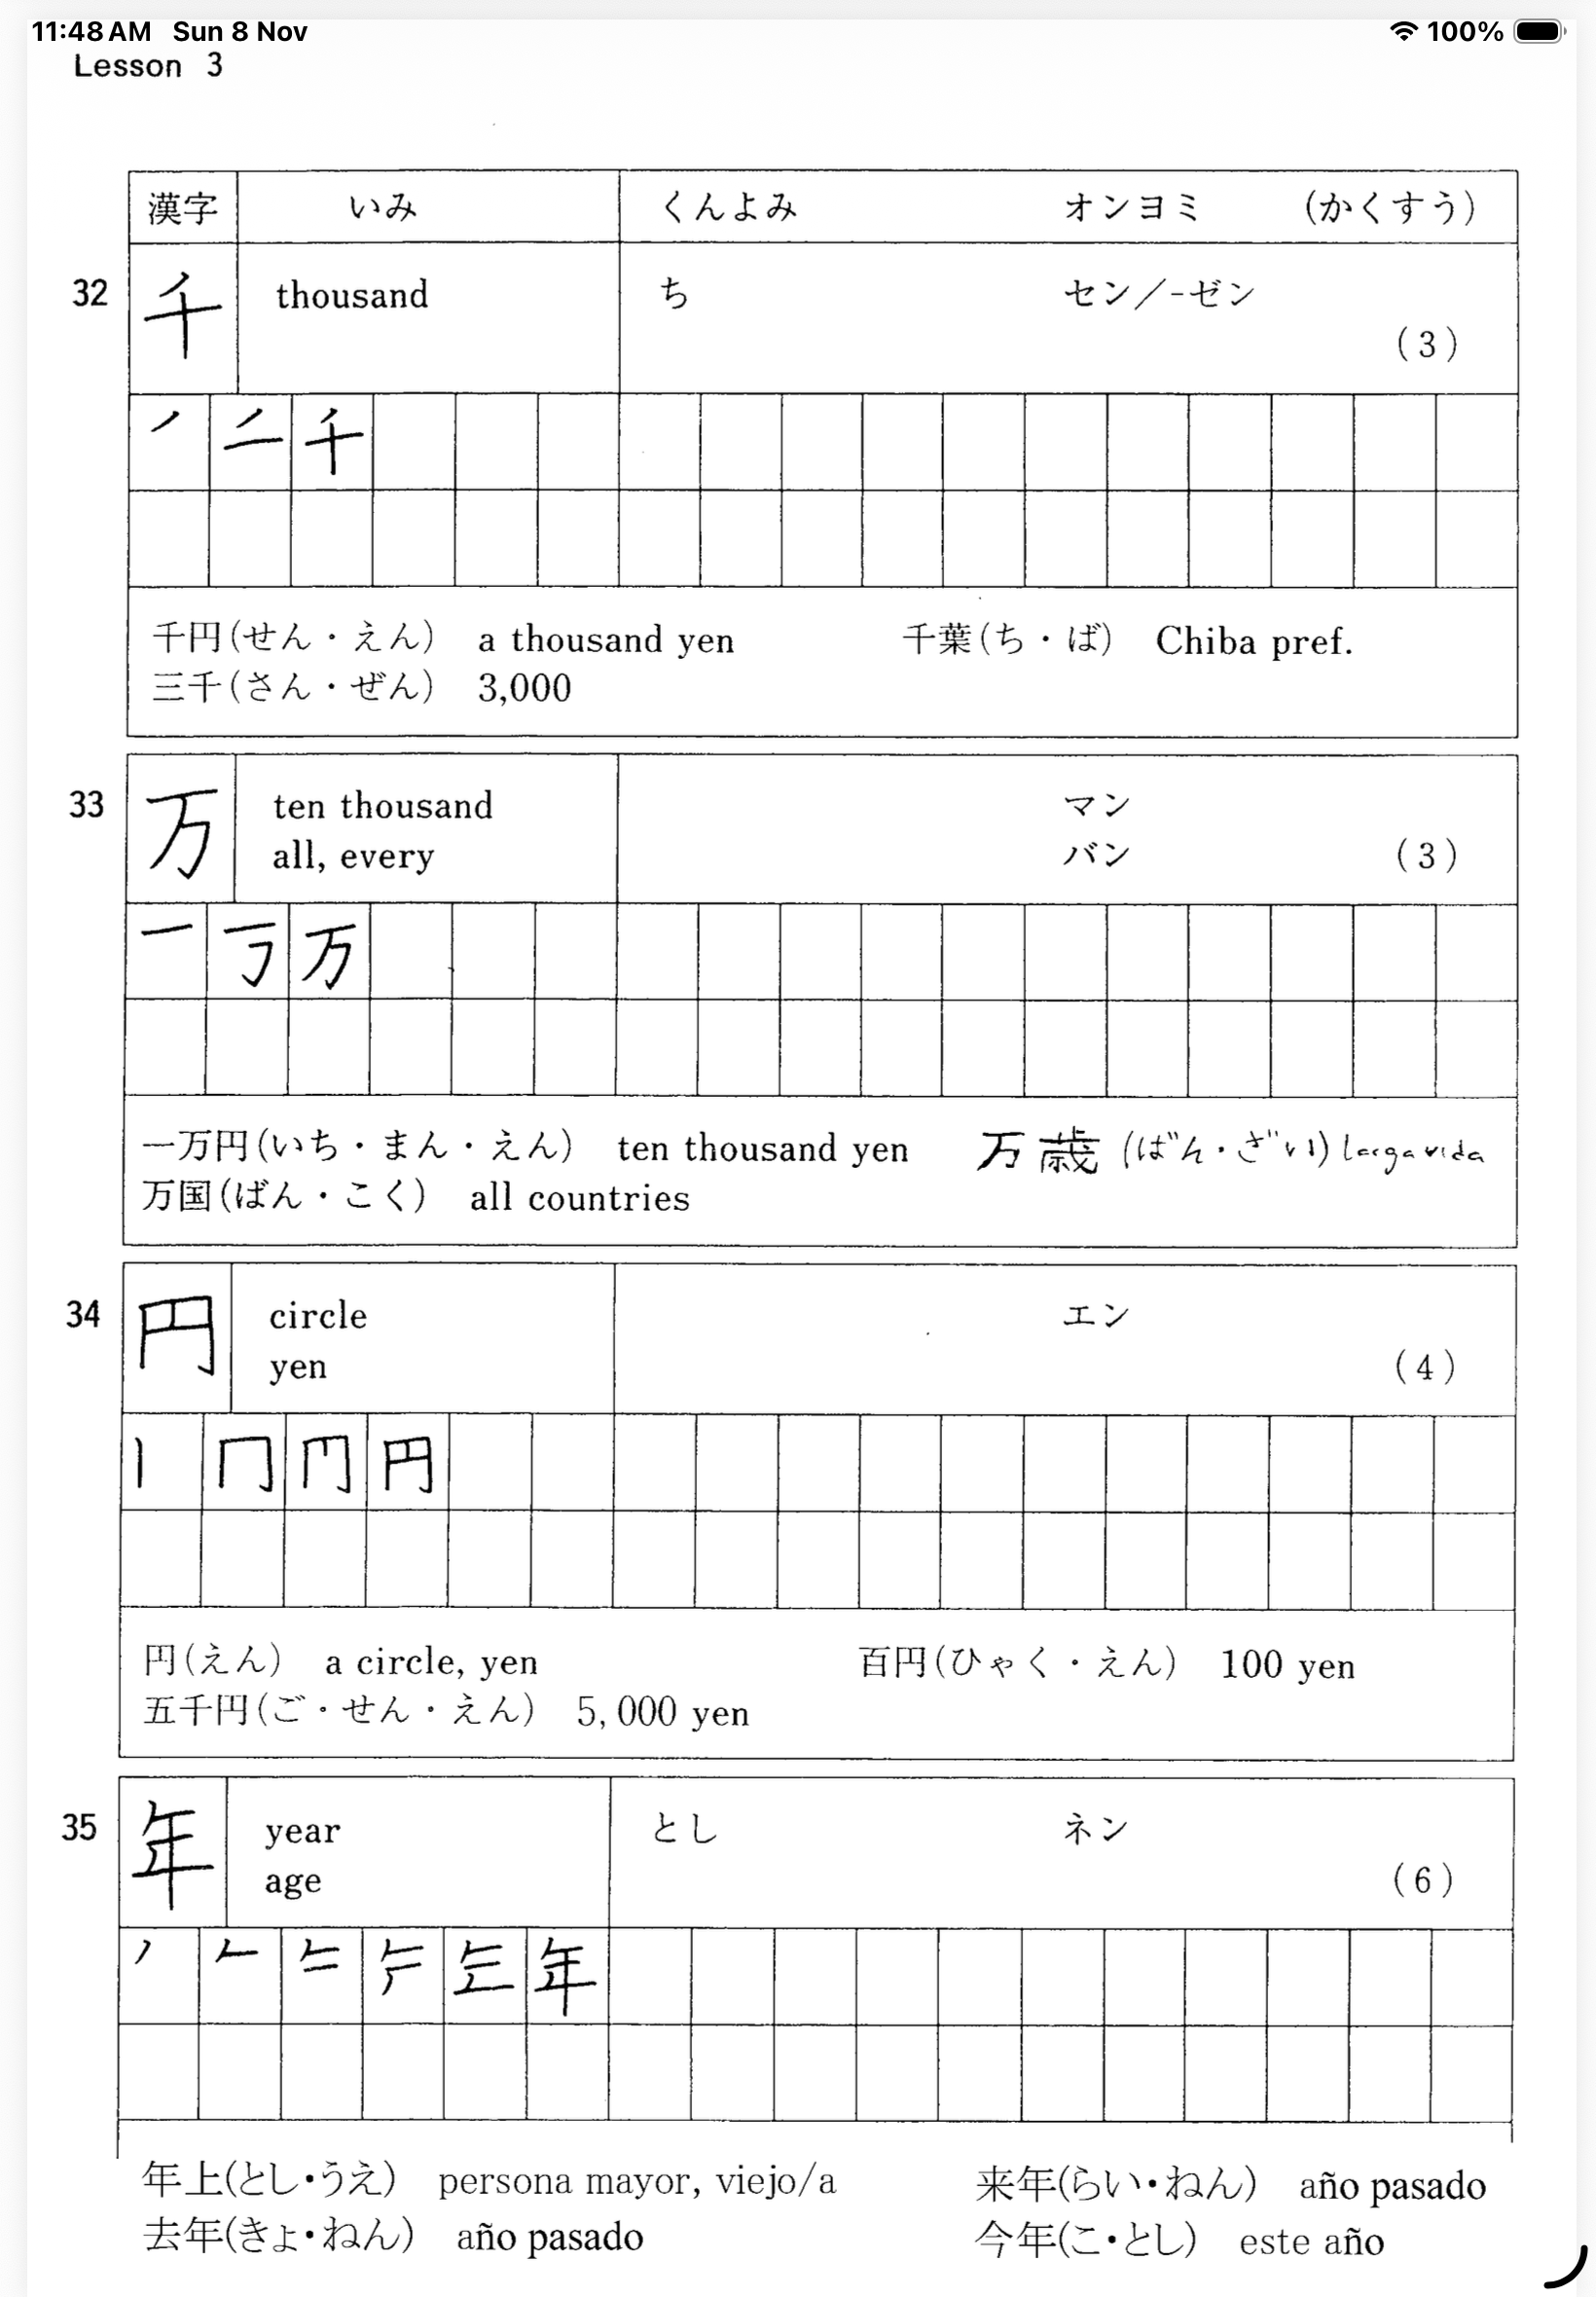 11:48 AM Sun 8 Nov 100%
Lesson 3
漢字 いみ くんよみ オンヨミ (かくすう)
32 千 thousand ち セン／-ゼン
(3)
千
千円(せん・えん) a thousand yen 千葉(ち・ば) Chiba pref.
三千(さん・ぜん) 3,000
33 万 ten thousand マン
all, every バン (3)
一 万
一万円(いち・まん・えん) ten thousand yen 万歳(ばん・ざい) larga vida
万国(ばん・こく) all countries
34 円 circle エン
yen (4)
円
円(えん) a circle, yen 百円(ひゃく・えん) 100 yen
五千円(ご・せん・えん) 5,000 yen
35 年 year とし ネン
age (6)
年
年上(とし・うえ) persona mayor, viejo/a 来年(らい・ねん) año pasado
去年(きょ・ねん) año pasado 今年(こ・とし) este año